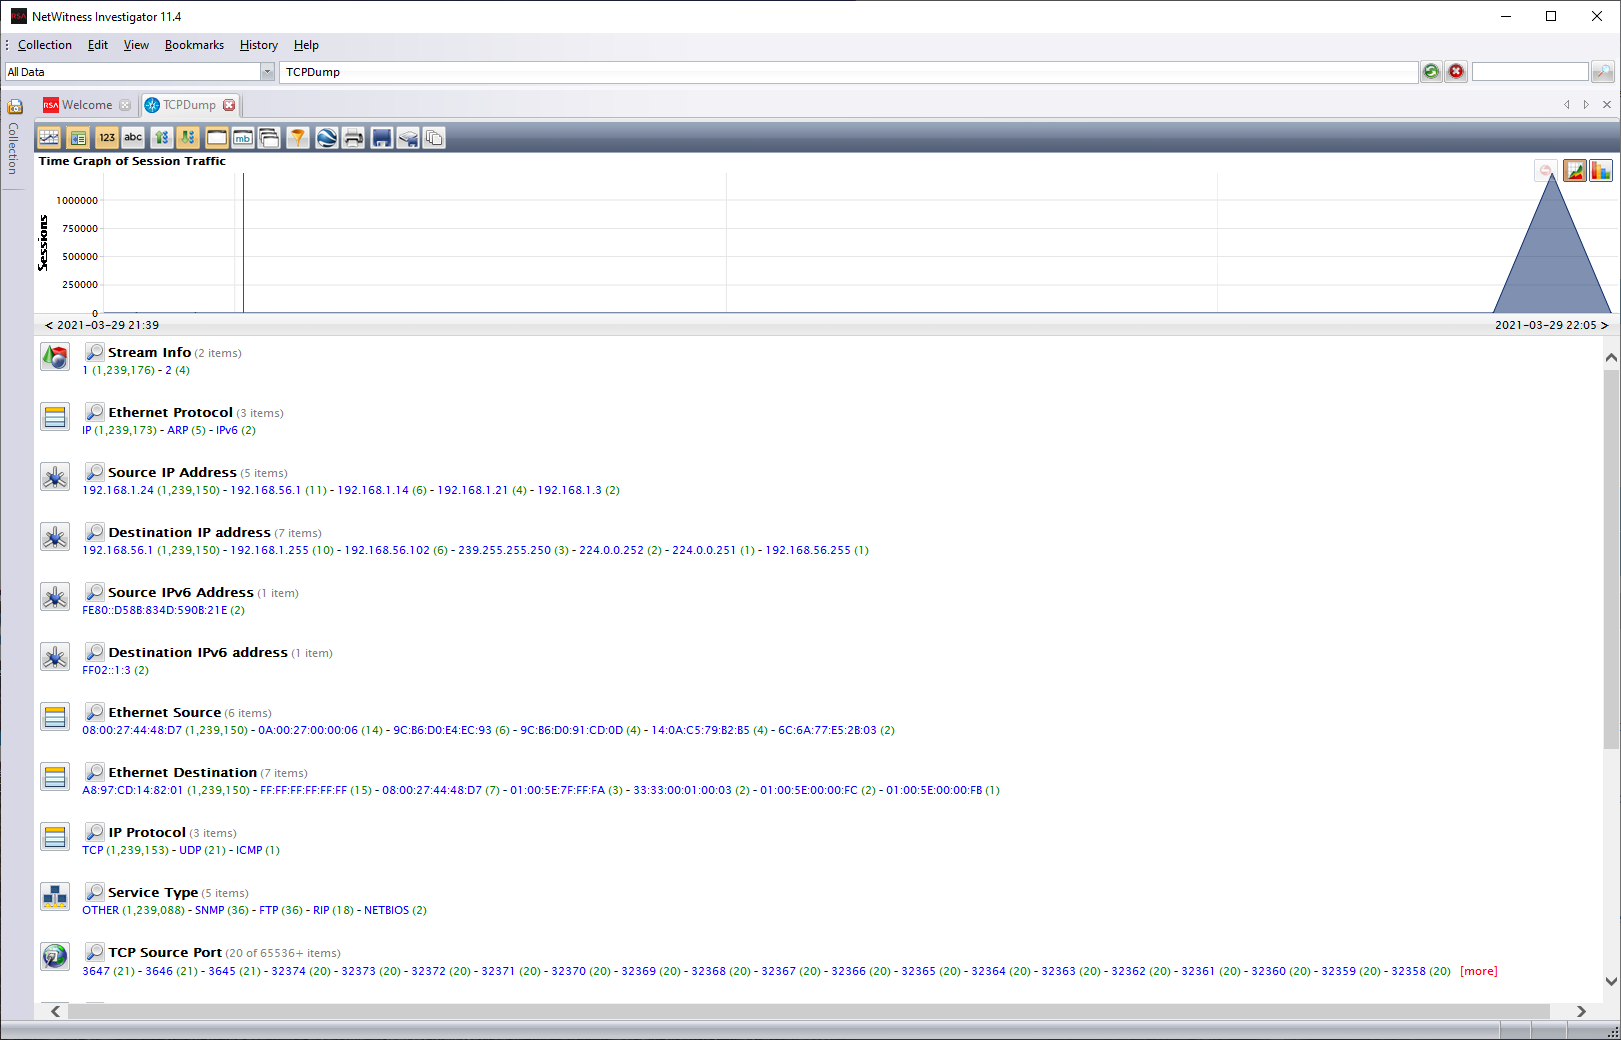 NetWitness Investigator 11.4
Collection Edit View Bookmarks History Help
All Data TCPDump
RSA Welcome TCPDump
Collection
123 abc mb
Time Graph of Session Traffic
Sessions
1000000
750000
500000
250000
0
< 2021-03-29 21:39 2021-03-29 22:05 >
Stream Info (2 items)
1 (1,239,176) - 2 (4)
Ethernet Protocol (3 items)
IP (1,239,173) - ARP (5) - IPv6 (2)
Source IP Address (5 items)
192.168.1.24 (1,239,150) - 192.168.56.1 (11) - 192.168.1.14 (6) - 192.168.1.21 (4) - 192.168.1.3 (2)
Destination IP address (7 items)
192.168.56.1 (1,239,150) - 192.168.1.255 (10) - 192.168.56.102 (6) - 239.255.255.250 (3) - 224.0.0.252 (2) - 224.0.0.251 (1) - 192.168.56.255 (1)
Source IPv6 Address (1 item)
FE80::D58B:834D:590B:21E (2)
Destination IPv6 address (1 item)
FF02::1:3 (2)
Ethernet Source (6 items)
08:00:27:44:48:D7 (1,239,150) - 0A:00:27:00:00:06 (14) - 9C:B6:D0:E4:EC:93 (6) - 9C:B6:D0:91:CD:0D (4) - 14:0A:C5:79:B2:B5 (4) - 6C:6A:77:E5:2B:03 (2)
Ethernet Destination (7 items)
A8:97:CD:14:82:01 (1,239,150) - FF:FF:FF:FF:FF:FF (15) - 08:00:27:44:48:D7 (7) - 01:00:5E:7F:FF:FA (3) - 33:33:00:01:00:03 (2) - 01:00:5E:00:00:FC (2) - 01:00:5E:00:00:FB (1)
IP Protocol (3 items)
TCP (1,239,153) - UDP (21) - ICMP (1)
Service Type (5 items)
OTHER (1,239,088) - SNMP (36) - FTP (36) - RIP (18) - NETBIOS (2)
TCP Source Port (20 of 65536+ items)
3647 (21) - 3646 (21) - 3645 (21) - 32374 (20) - 32373 (20) - 32372 (20) - 32371 (20) - 32370 (20) - 32369 (20) - 32368 (20) - 32367 (20) - 32366 (20) - 32365 (20) - 32364 (20) - 32363 (20) - 32362 (20) - 32361 (20) - 32360 (20) - 32359 (20) - 32358 (20) [more]